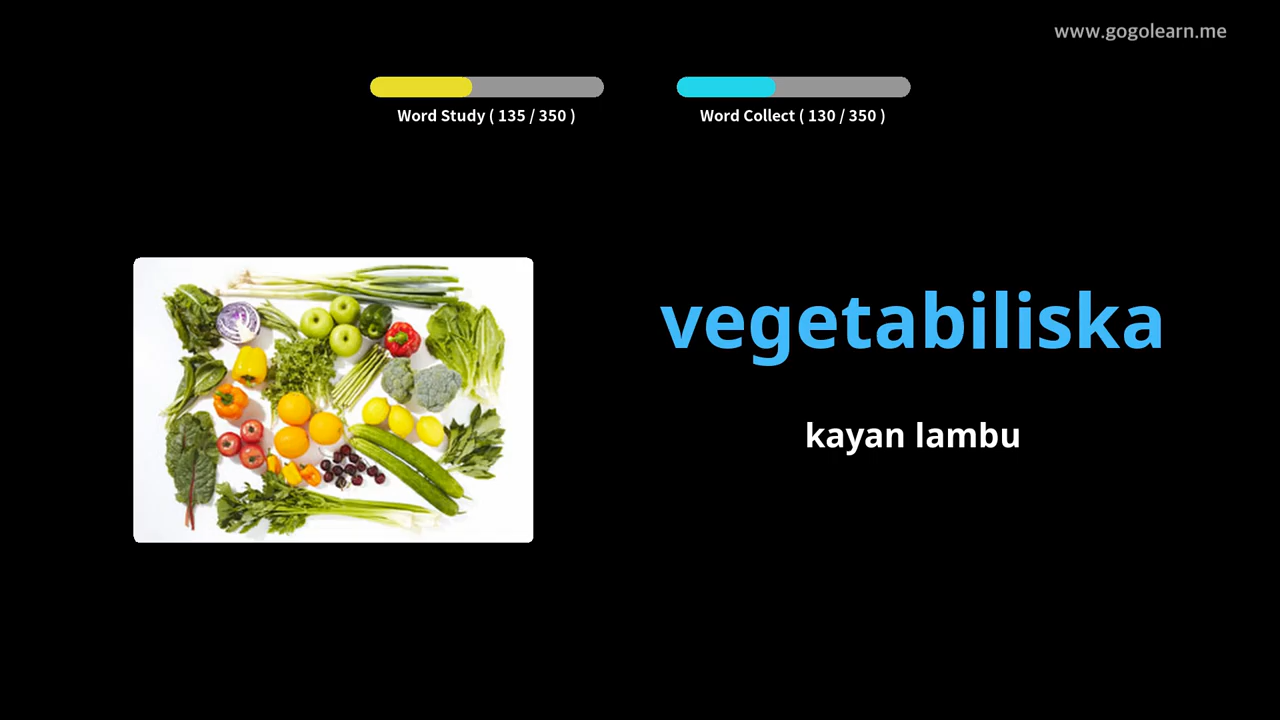 www.gogolearn.me
Word Study ( 135 / 350 )
Word Collect ( 130 / 350 )
vegetabiliska
kayan lambu